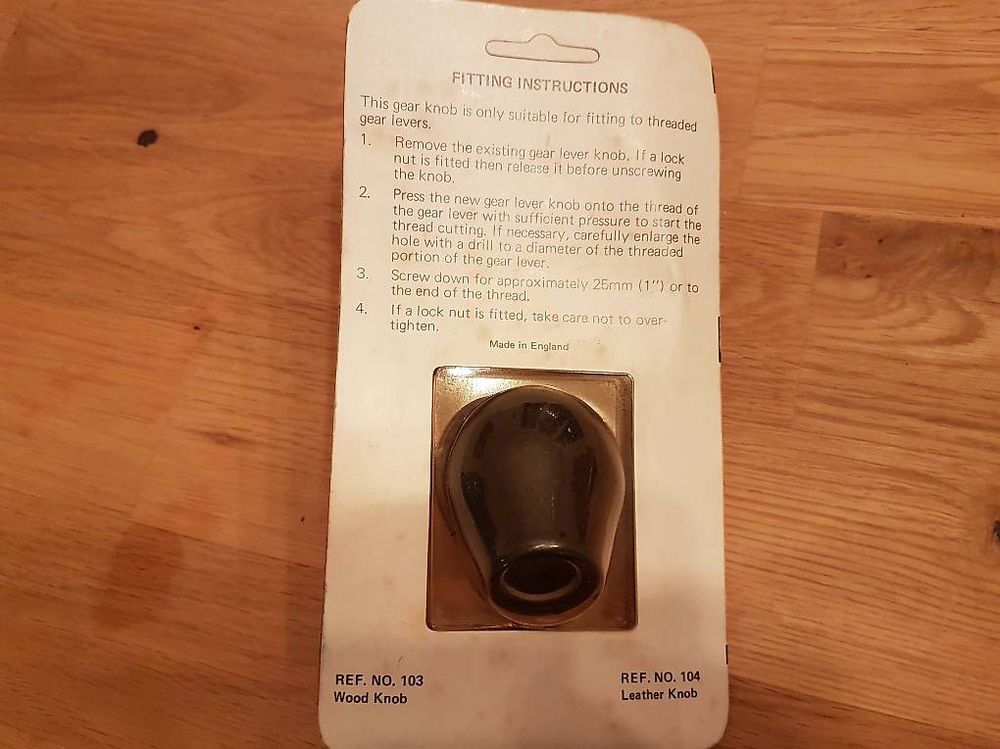 FITTING INSTRUCTIONS
This gear knob is only suitable for fitting to threaded
gear levers.
1. Remove the existing gear lever knob. If a lock
nut is fitted then release it before unscrewing
the knob.
2. Press the new gear lever knob onto the thread of
the gear lever with sufficient pressure to start the
thread cutting. If necessary, carefully enlarge the
hole with a drill to a diameter of the threaded
portion of the gear lever.
3. Screw down for approximately 25mm (1") or to
the end of the thread.
4. If a lock nut is fitted, take care not to over-
tighten.
Made in England
REF. NO. 103
Wood Knob
REF. NO. 104
Leather Knob